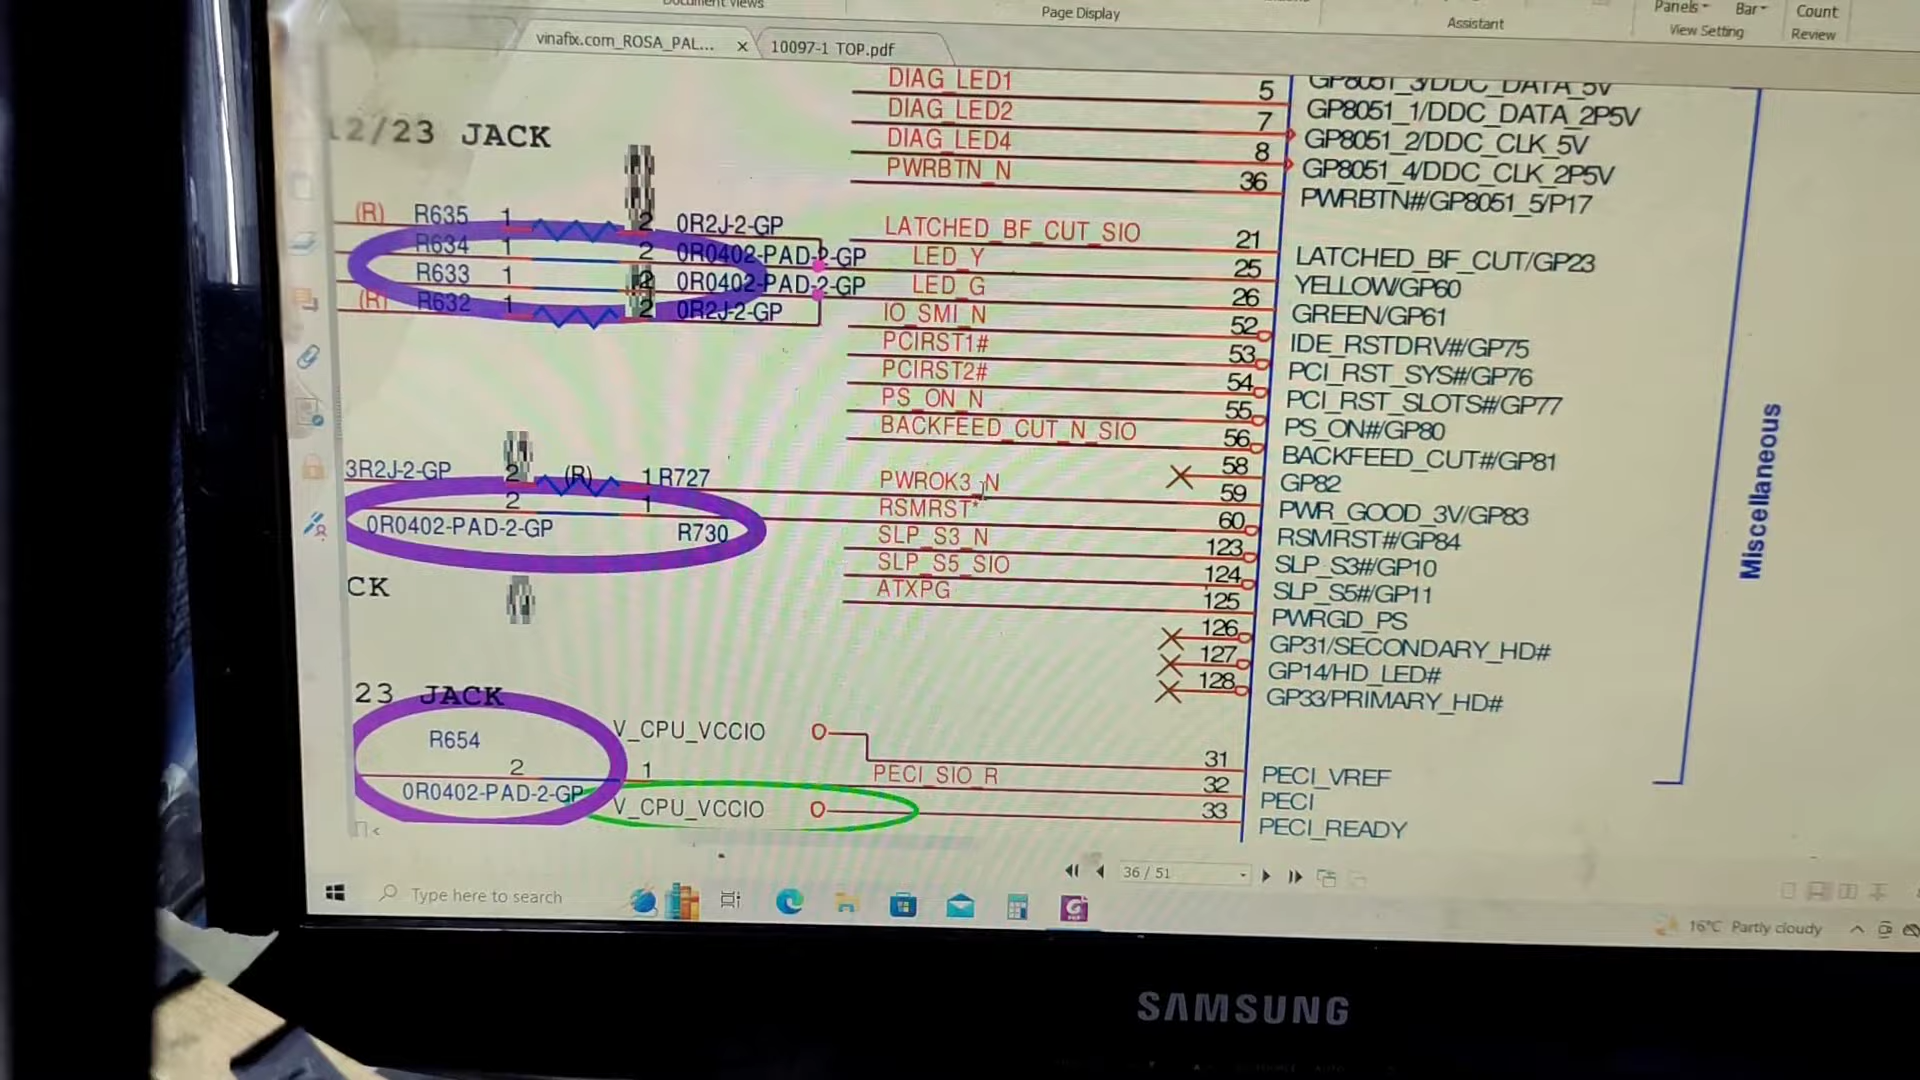 Document Views
Page Display
Assistant
Panels
Bar
View Setting
Count
Review
vinafix.com_ROSA_PAL... ×
10097-1 TOP.pdf
DIAG_LED1 5 GP8051_3/DDC_DATA_5V
DIAG_LED2 7 GP8051_1/DDC_DATA_2P5V
12/23 JACK
DIAG_LED4 8 GP8051_2/DDC_CLK_5V
GP8051_4/DDC_CLK_2P5V
PWRBTN_N 36 PWRBTN#/GP8051_5/P17
(R) R635 1 2 0R2J-2-GP
LATCHED_BF_CUT_SIO 21 LATCHED_BF_CUT/GP23
R634 1 2 0R0402-PAD-2-GP
LED_Y 25 YELLOW/GP60
R633 1 2 0R0402-PAD-2-GP
LED_G 26 GREEN/GP61
(R) R632 1 2 0R2J-2-GP
IO_SMI_N 52 IDE_RSTDRV#/GP75
PCIRST1# 53 PCI_RST_SYS#/GP76
PCIRST2# 54 PCI_RST_SLOTS#/GP77
PS_ON_N 55 PS_ON#/GP80
BACKFEED_CUT_N_SIO 56 BACKFEED_CUT#/GP81
58 GP82
3R2J-2-GP 2 (R) 1 R727
PWROK3_N 59 PWR_GOOD_3V/GP83
2 1
RSMRST* 60 RSMRST#/GP84
0R0402-PAD-2-GP R730
SLP_S3_N 123 SLP_S3#/GP10
SLP_S5_SIO 124 SLP_S5#/GP11
CK
ATXPG 125 PWRGD_PS
126 GP31/SECONDARY_HD#
127 GP14/HD_LED#
128 GP33/PRIMARY_HD#
Miscellaneous
23 JACK
R654
V_CPU_VCCIO 31 PECI_VREF
2 1
PECI_SIO_R 32 PECI
0R0402-PAD-2-GP
V_CPU_VCCIO 33 PECI_READY
36 / 51
Type here to search
16°C Partly cloudy
SAMSUNG